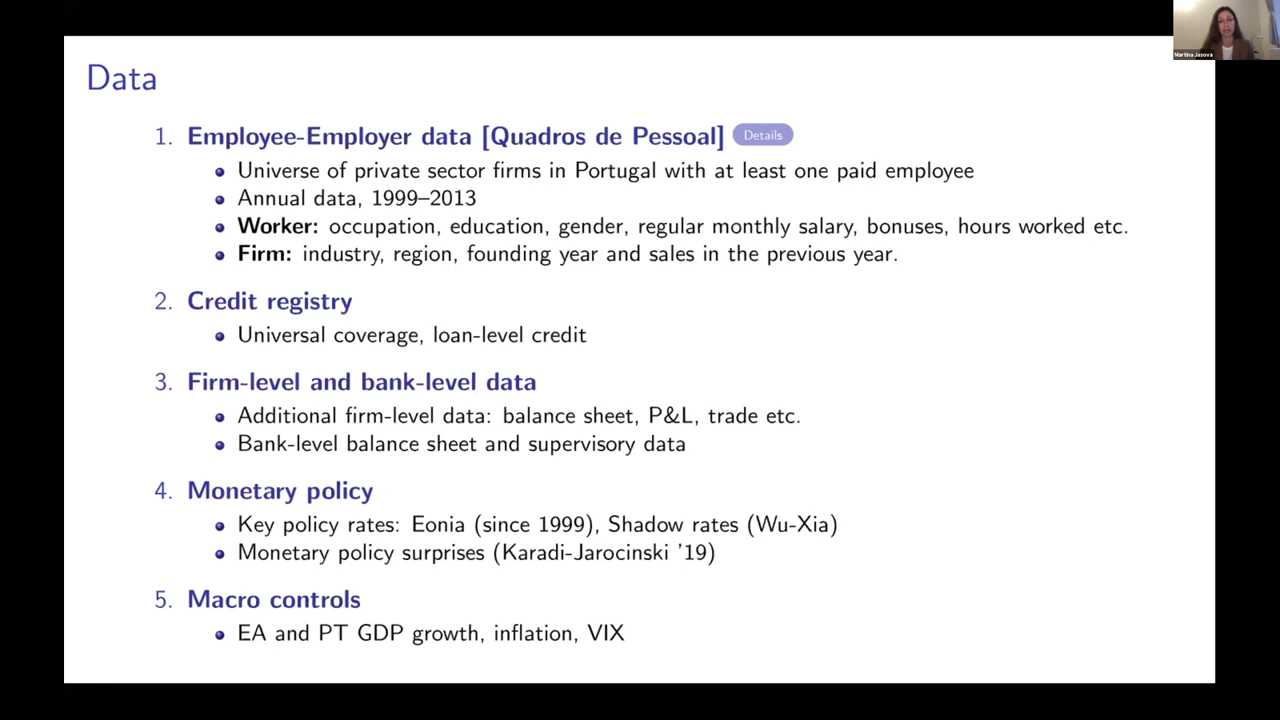 Martina Jasova
Data
1. Employee-Employer data [Quadros de Pessoal] Details
Universe of private sector firms in Portugal with at least one paid employee
Annual data, 1999–2013
Worker: occupation, education, gender, regular monthly salary, bonuses, hours worked etc.
Firm: industry, region, founding year and sales in the previous year.
2. Credit registry
Universal coverage, loan-level credit
3. Firm-level and bank-level data
Additional firm-level data: balance sheet, P&L, trade etc.
Bank-level balance sheet and supervisory data
4. Monetary policy
Key policy rates: Eonia (since 1999), Shadow rates (Wu-Xia)
Monetary policy surprises (Karadi-Jarocinski '19)
5. Macro controls
EA and PT GDP growth, inflation, VIX